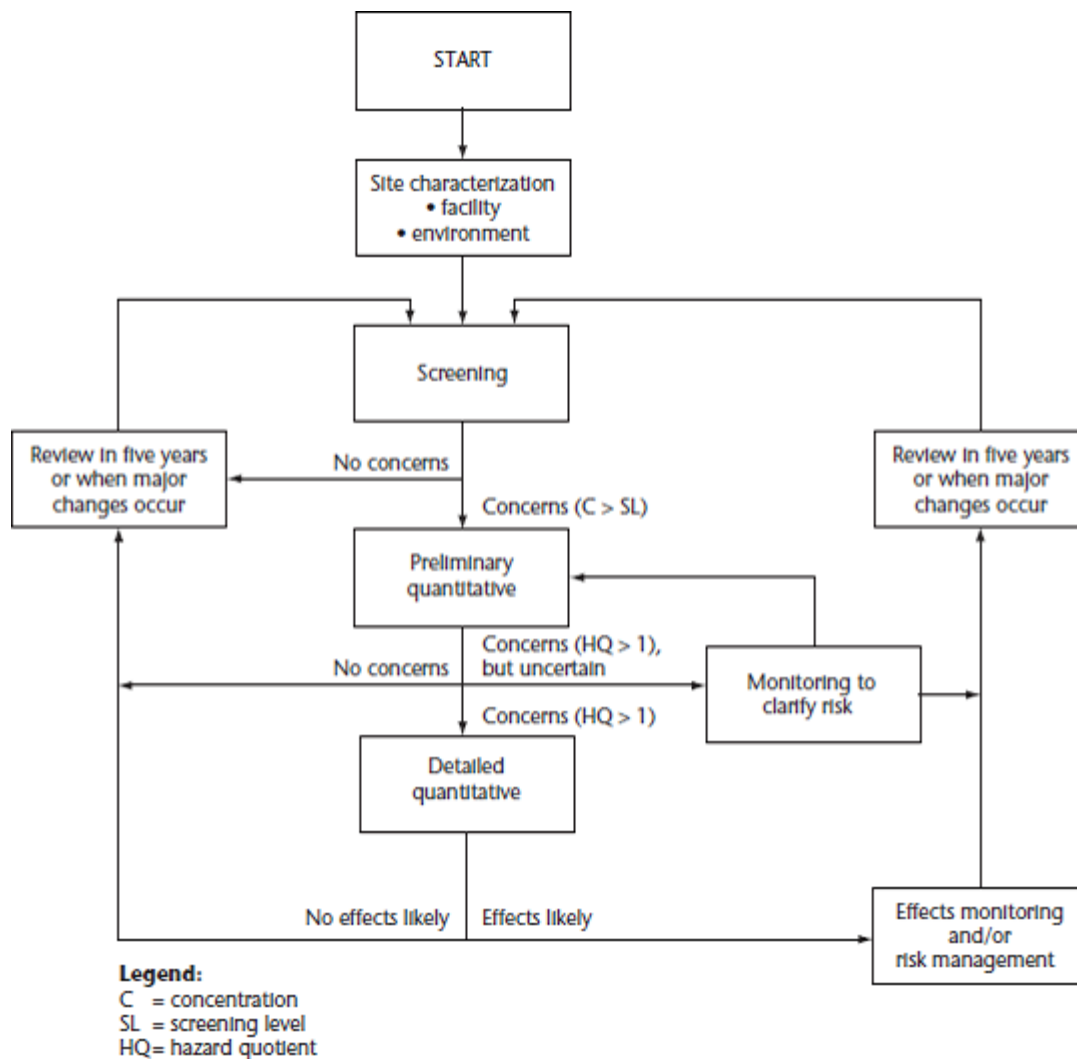 START
Site characterization
• facility
• environment
Screening
Review in five years
or when major
changes occur
No concerns
Review in five years
or when major
changes occur
Concerns (C > SL)
Preliminary
quantitative
Concerns (HQ > 1),
but uncertain
No concerns
Monitoring to
clarify risk
Concerns (HQ > 1)
Detailed
quantitative
No effects likely
Effects likely
Effects monitoring
and/or
risk management
Legend:
C = concentration
SL = screening level
HQ= hazard quotient